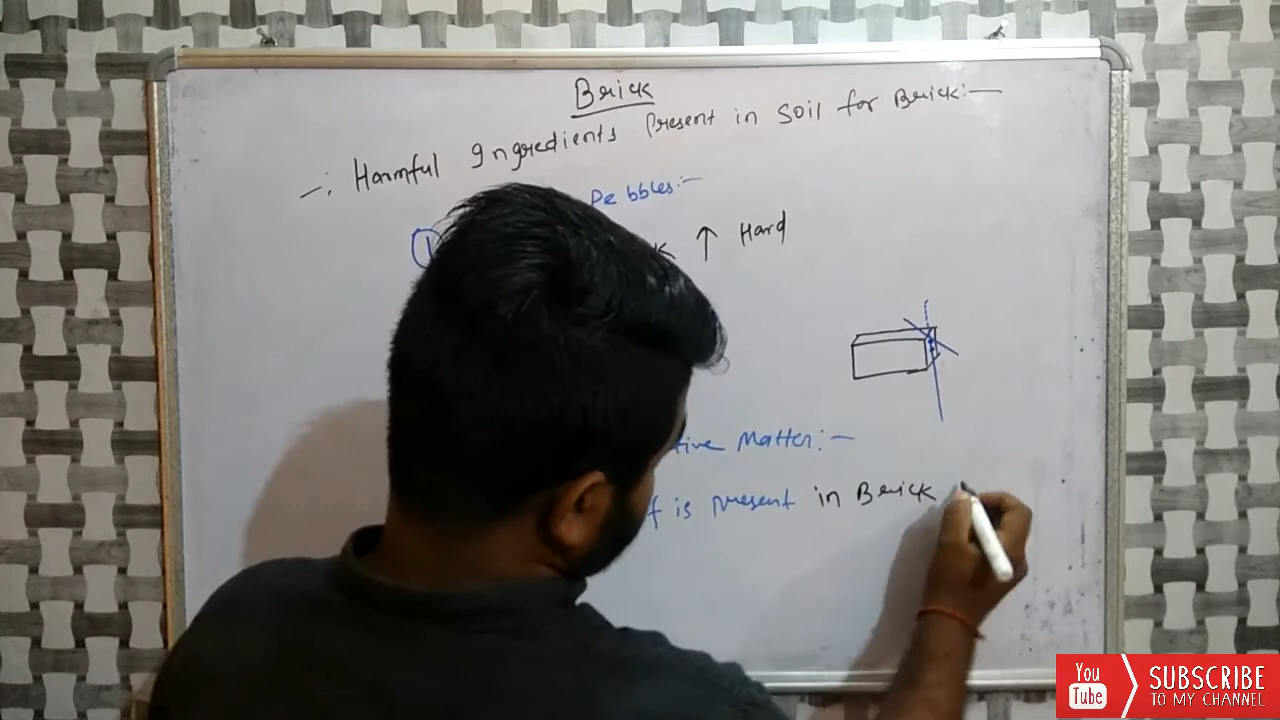 Brick
-: Harmful Ingredients Present in Soil for Brick:-
Pebbles:-
① ↑ Hard
Matter:-
is present in Brick
You Tube SUBSCRIBE TO MY CHANNEL